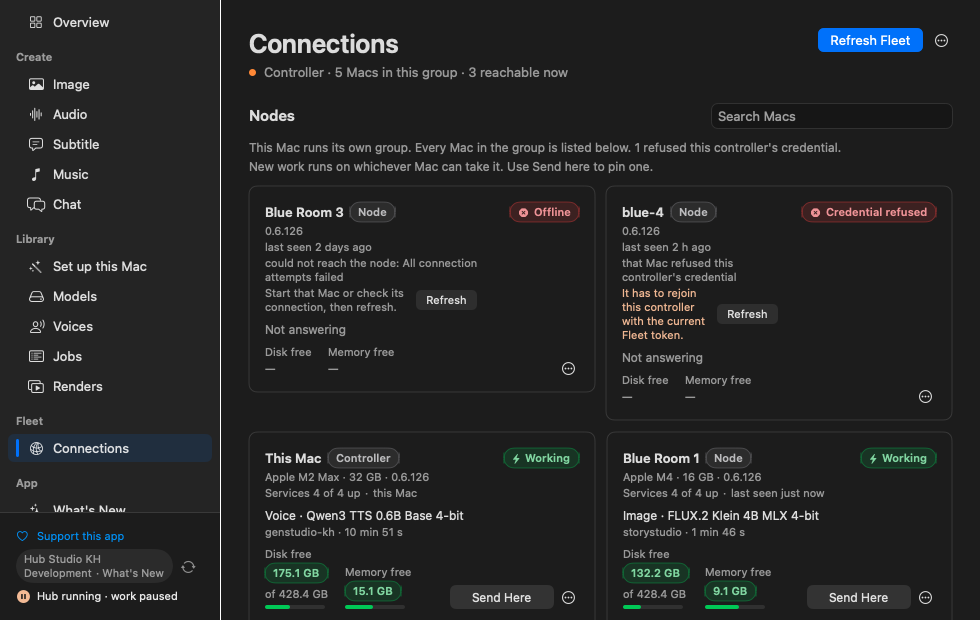 Overview
Create
Image
Audio
Subtitle
Music
Chat
Library
Set up this Mac
Models
Voices
Jobs
Renders
Fleet
Connections
App
What's New
Support this app
Hub Studio KH
Development · What's New
Hub running · work paused
Connections
Refresh Fleet
Controller · 5 Macs in this group · 3 reachable now
Nodes
Search Macs
This Mac runs its own group. Every Mac in the group is listed below. 1 refused this controller's credential.
New work runs on whichever Mac can take it. Use Send here to pin one.
Blue Room 3 Node Offline
0.6.126
last seen 2 days ago
could not reach the node: All connection
attempts failed
Start that Mac or check its
connection, then refresh.
Refresh
Not answering
Disk free Memory free
— —
blue-4 Node Credential refused
0.6.126
last seen 2 h ago
that Mac refused this
controller's credential
It has to rejoin
this controller
with the current
Fleet token.
Refresh
Not answering
Disk free Memory free
— —
This Mac Controller Working
Apple M2 Max · 32 GB · 0.6.126
Services 4 of 4 up · this Mac
Voice · Qwen3 TTS 0.6B Base 4-bit
genstudio-kh · 10 min 51 s
Disk free
175.1 GB
of 428.4 GB
Memory free
15.1 GB
Send Here
Blue Room 1 Node Working
Apple M4 · 16 GB · 0.6.126
Services 4 of 4 up · last seen just now
Image · FLUX.2 Klein 4B MLX 4-bit
storystudio · 1 min 46 s
Disk free
132.2 GB
of 428.4 GB
Memory free
9.1 GB
Send Here